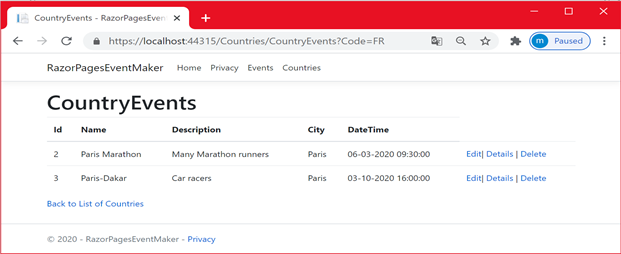 CountryEvents - RazorPagesEven
https://localhost:44315/Countries/CountryEvents?Code=FR
m Paused
RazorPagesEventMaker Home Privacy Events Countries
CountryEvents
Id Name Description City DateTime
2 Paris Marathon Many Marathon runners Paris 06-03-2020 09:30:00 Edit| Details | Delete
3 Paris-Dakar Car racers Paris 03-10-2020 16:00:00 Edit| Details | Delete
Back to List of Countries
© 2020 - RazorPagesEventMaker - Privacy